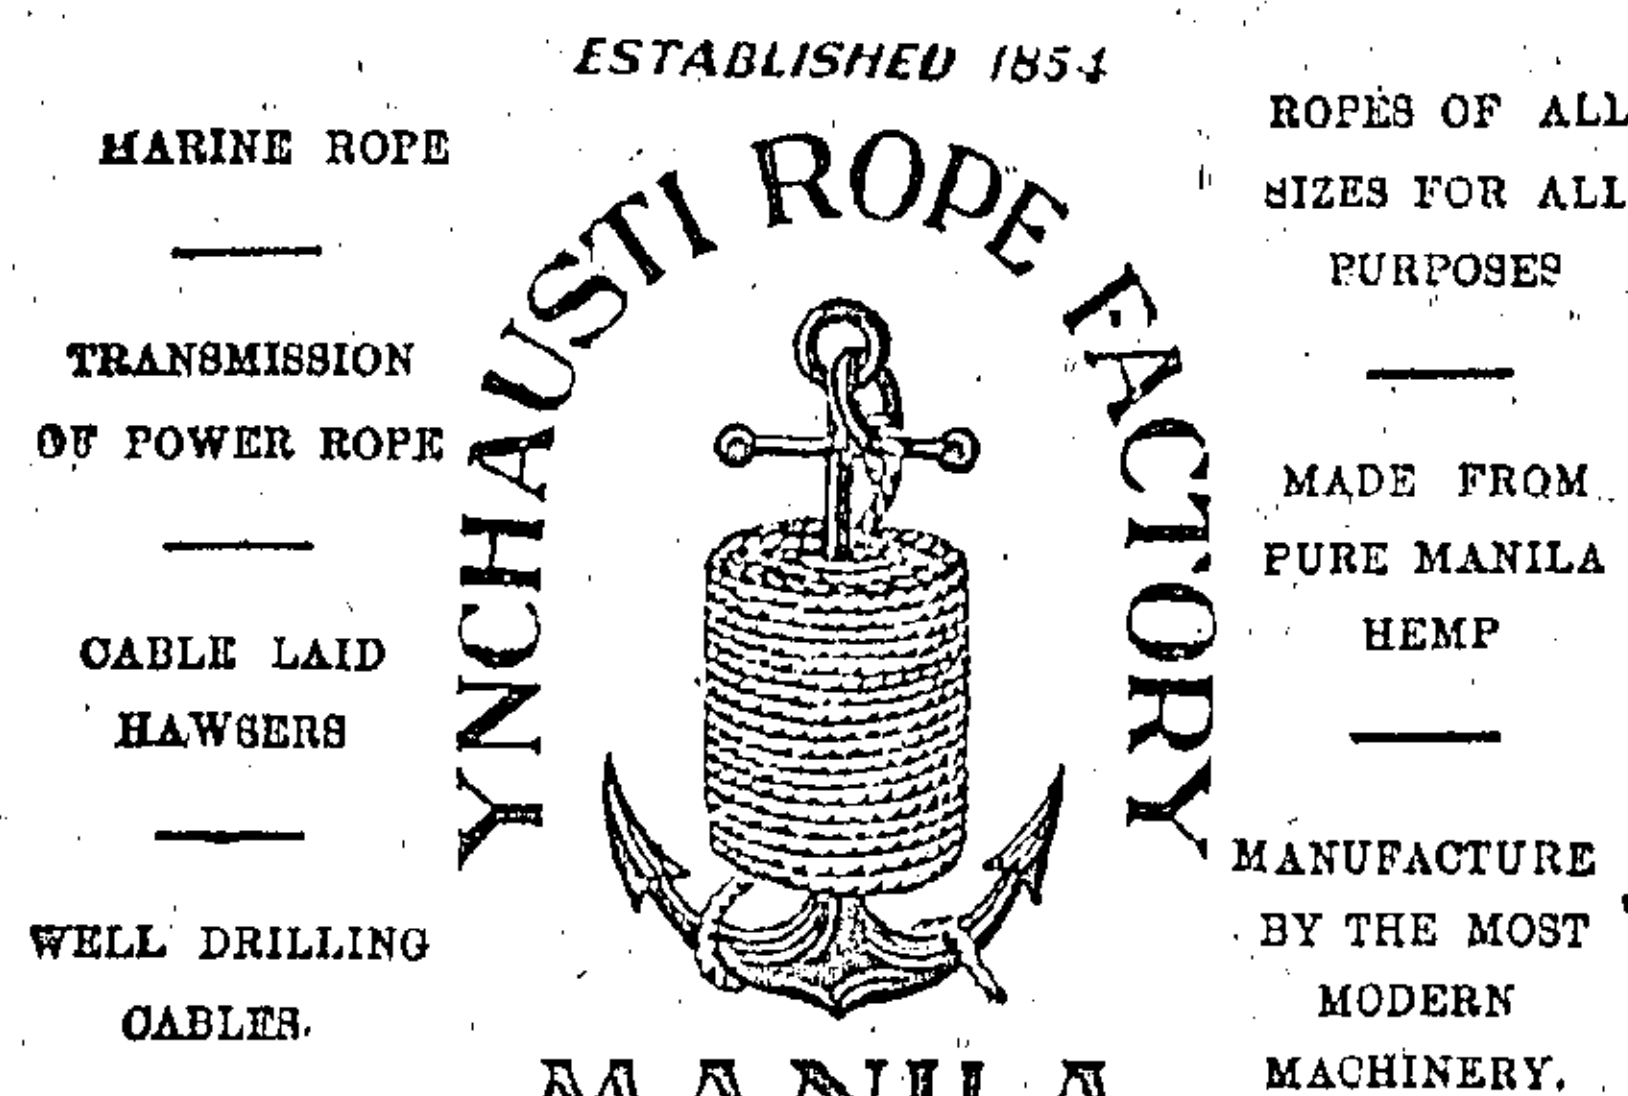 ESTABLISHED 1854
YNCHAUSTI ROPE FACTORY
MARINE ROPE
TRANSMISSION
OF POWER ROPE
CABLE LAID
HAWSERS
WELL DRILLING
CABLES.
ROPES OF ALL
SIZES FOR ALL
PURPOSES
MADE FROM
PURE MANILA
HEMP
MANUFACTURE
BY THE MOST
MODERN
MACHINERY.
MANILA